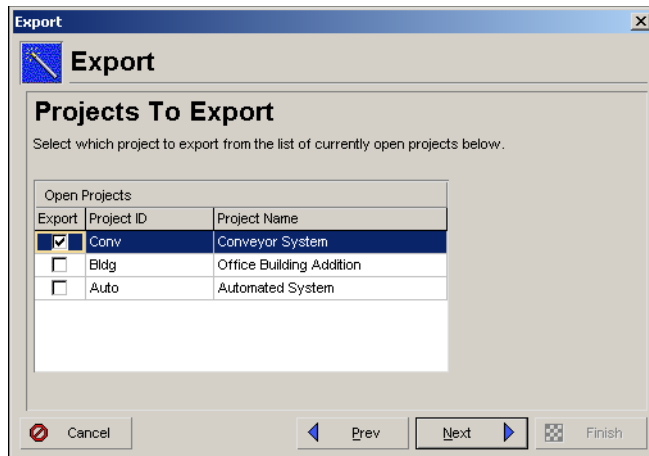 Export
Export
Projects To Export
Select which project to export from the list of currently open projects below.
Open Projects
Export Project ID Project Name
Conv Conveyor System
Bldg Office Building Addition
Auto Automated System
Cancel Prev Next Finish